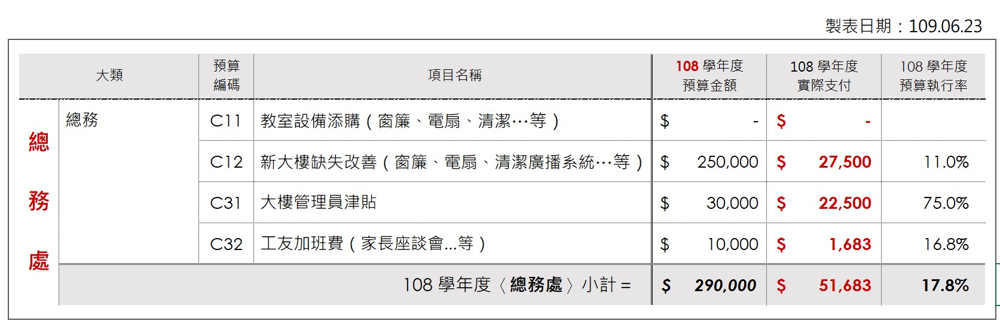 製表日期：109.06.23
大類 預算編碼 項目名稱 108 學年度預算金額 108 學年度實際支付 108 學年度預算執行率
總務處
總務
C11 教室設備添購（窗簾、電扇、清潔…等） $ - $ -
C12 新大樓缺失改善（窗簾、電扇、清潔廣播系統…等） $ 250,000 $ 27,500 11.0%
C31 大樓管理員津貼 $ 30,000 $ 22,500 75.0%
C32 工友加班費（家長座談會...等） $ 10,000 $ 1,683 16.8%
108 學年度〈總務處〉小計 = $ 290,000 $ 51,683 17.8%